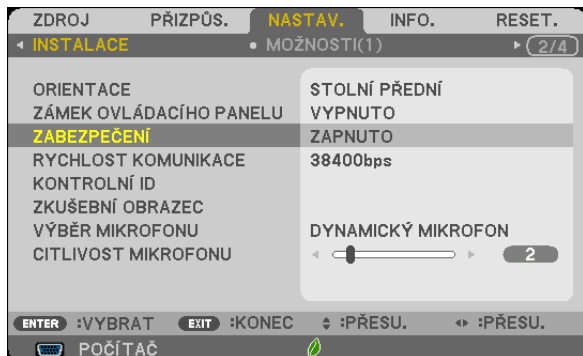 ZDROJ PŘIZPŮS. NASTAV. INFO. RESET.
INSTALACE • MOŽNOSTI(1) 2/4
ORIENTACE STOLNÍ PŘEDNÍ
ZÁMEK OVLÁDACÍHO PANELU VYPNUTO
ZABEZPEČENÍ ZAPNUTO
RYCHLOST KOMUNIKACE 38400bps
KONTROLNÍ ID
ZKUŠEBNÍ OBRAZEC
VÝBĚR MIKROFONU DYNAMICKÝ MIKROFON
CITLIVOST MIKROFONU 2
ENTER :VYBRAT EXIT :KONEC :PŘESU. :PŘESU.
POČÍTAČ